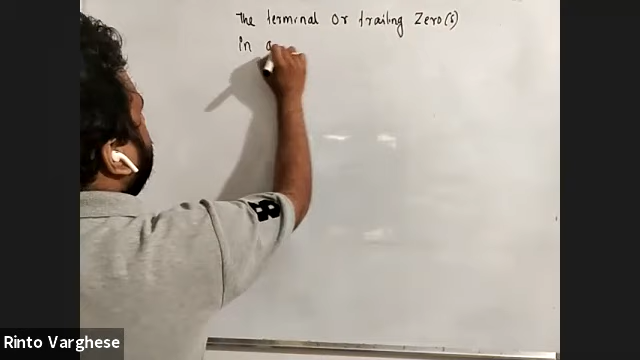 The terminal or trailing Zero(s)
in a
Rinto Varghese